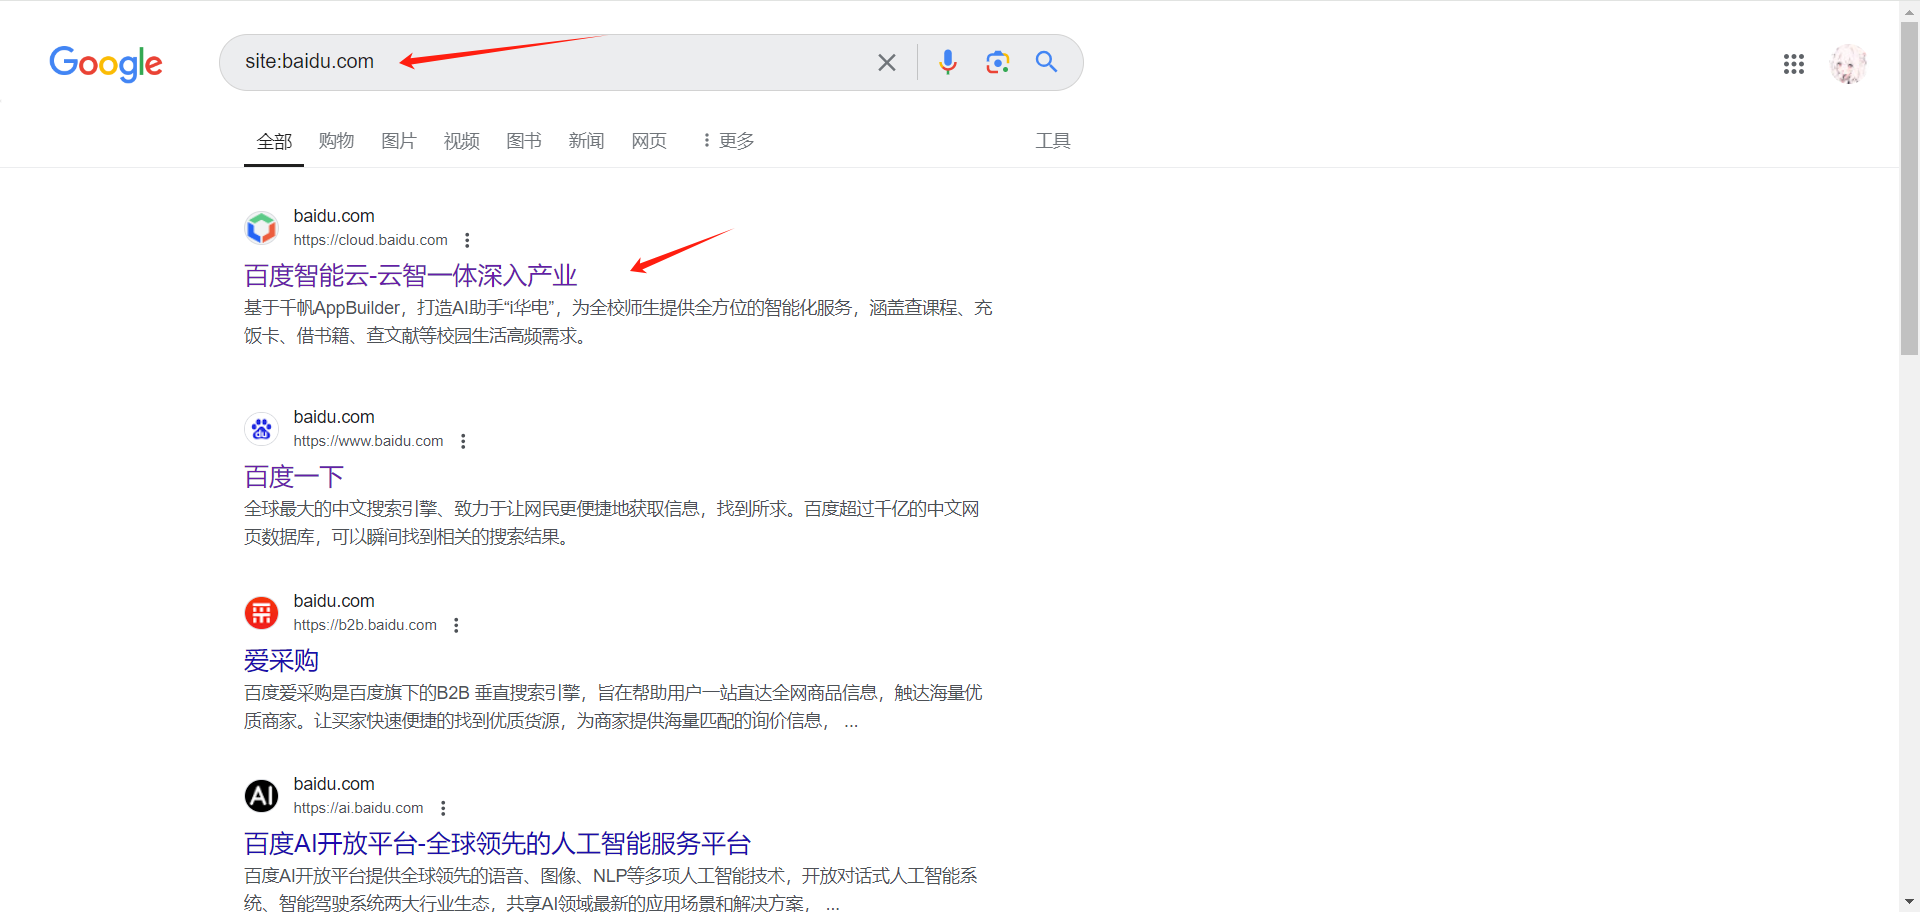 Google
site:baidu.com
全部 购物 图片 视频 图书 新闻 网页 更多 工具
baidu.com
https://cloud.baidu.com
百度智能云-云智一体深入产业
基于千帆AppBuilder，打造AI助手“i华电”，为全校师生提供全方位的智能化服务，涵盖查课程、充
饭卡、借书籍、查文献等校园生活高频需求。
baidu.com
https://www.baidu.com
百度一下
全球最大的中文搜索引擎、致力于让网民更便捷地获取信息，找到所求。百度超过千亿的中文网
页数据库，可以瞬间找到相关的搜索结果。
baidu.com
https://b2b.baidu.com
爱采购
百度爱采购是百度旗下的B2B 垂直搜索引擎，旨在帮助用户一站直达全网商品信息，触达海量优
质商家。让买家快速便捷的找到优质货源，为商家提供海量匹配的询价信息， ...
AI
baidu.com
https://ai.baidu.com
百度AI开放平台-全球领先的人工智能服务平台
百度AI开放平台提供全球领先的语音、图像、NLP等多项人工智能技术，开放对话式人工智能系
统、智能驾驶系统两大行业生态，共享AI领域最新的应用场景和解决方案， ...